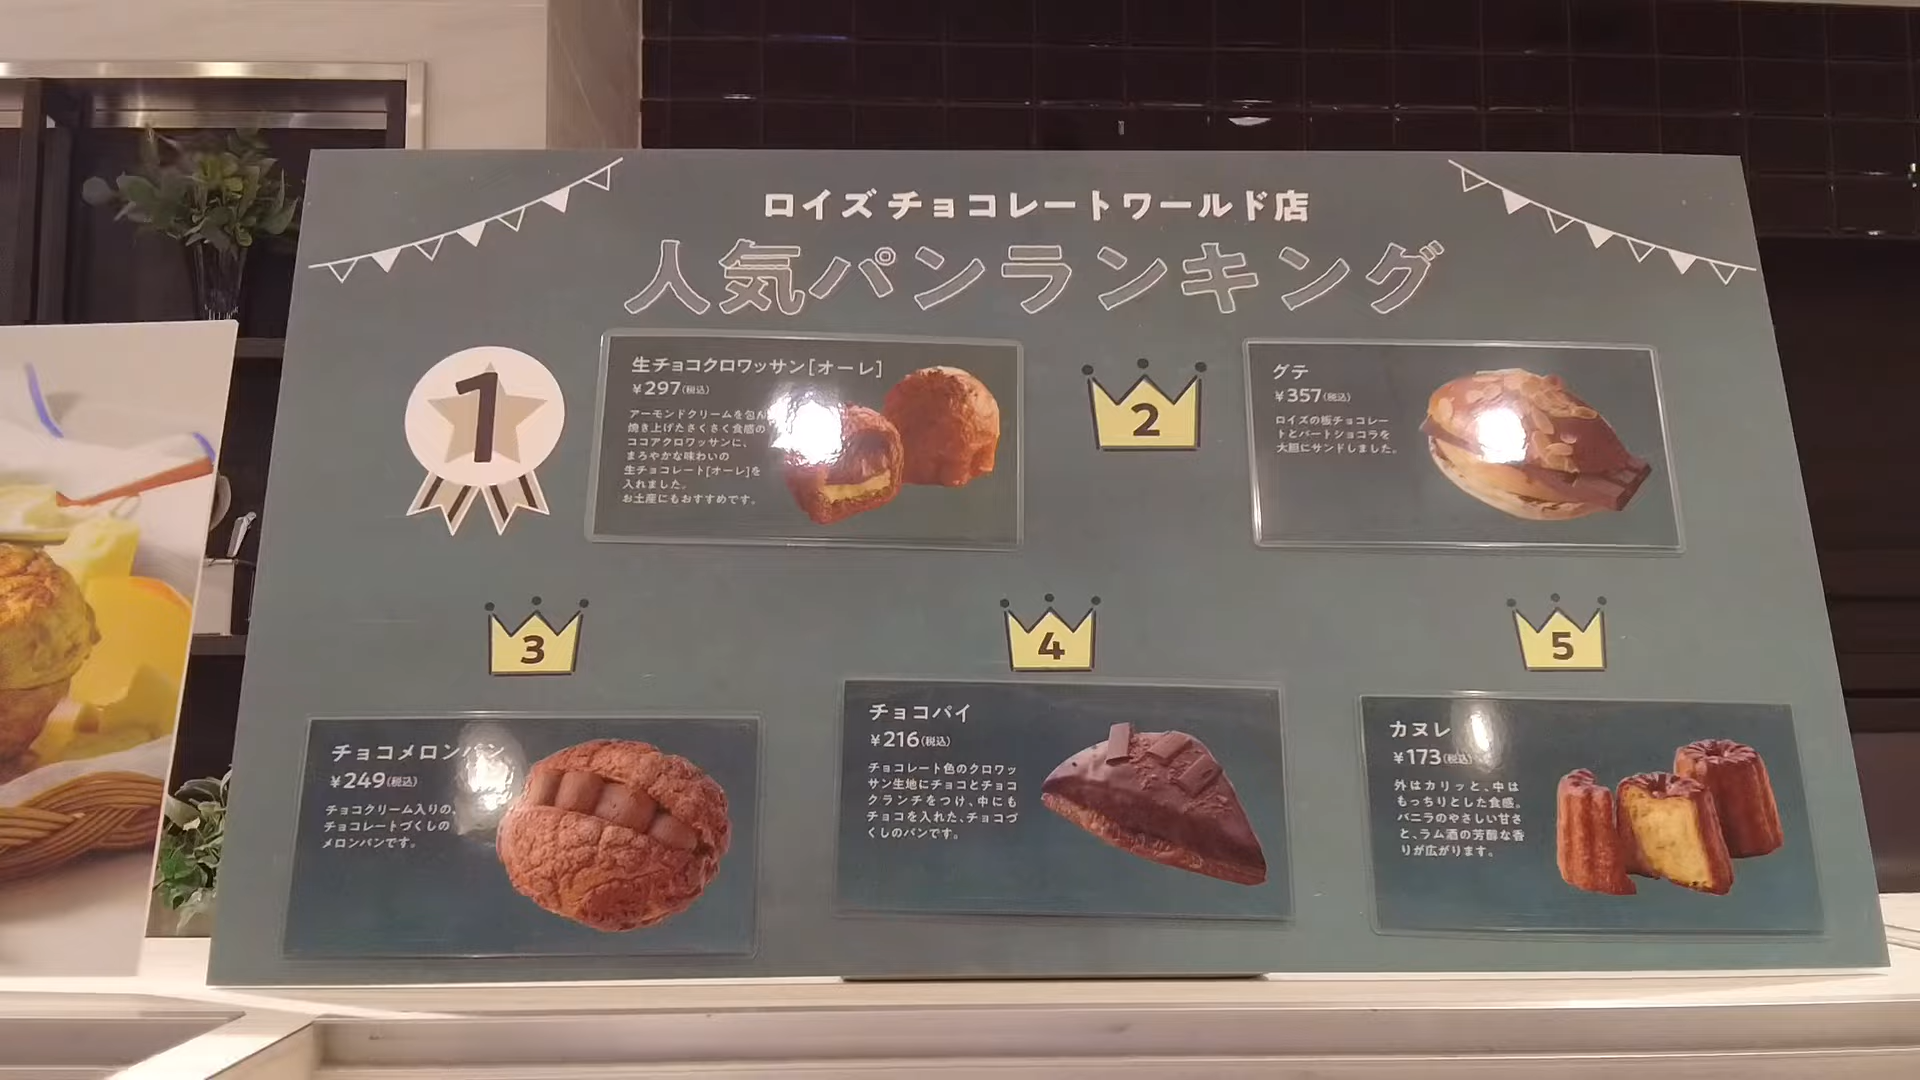 ロイズ チョコレートワールド店
人気パンランキング
1
生チョコクロワッサン[オーレ]
¥297(税込)
アーモンドクリームを包ん
焼き上げたさくさく食感の
ココアクロワッサンに、
まろやかな味わいの
生チョコレート[オーレ]を
入れました。
お土産にもおすすめです。
2
グテ
¥357(税込)
ロイズの板チョコレー
トとパートショコラを
大胆にサンドしました。
3
チョコメロンパン
¥249(税込)
チョコクリーム入りの、
チョコレートづくしの
メロンパンです。
4
チョコパイ
¥216(税込)
チョコレート色のクロワッ
サン生地にチョコとチョコ
クランチをつけ、中にも
チョコを入れた、チョコづ
くしのパンです。
5
カヌレ
¥173(税込)
外はカリッと、中は
もっちりとした食感。
バニラのやさしい甘さ
と、ラム酒の芳醇な香
りが広がります。